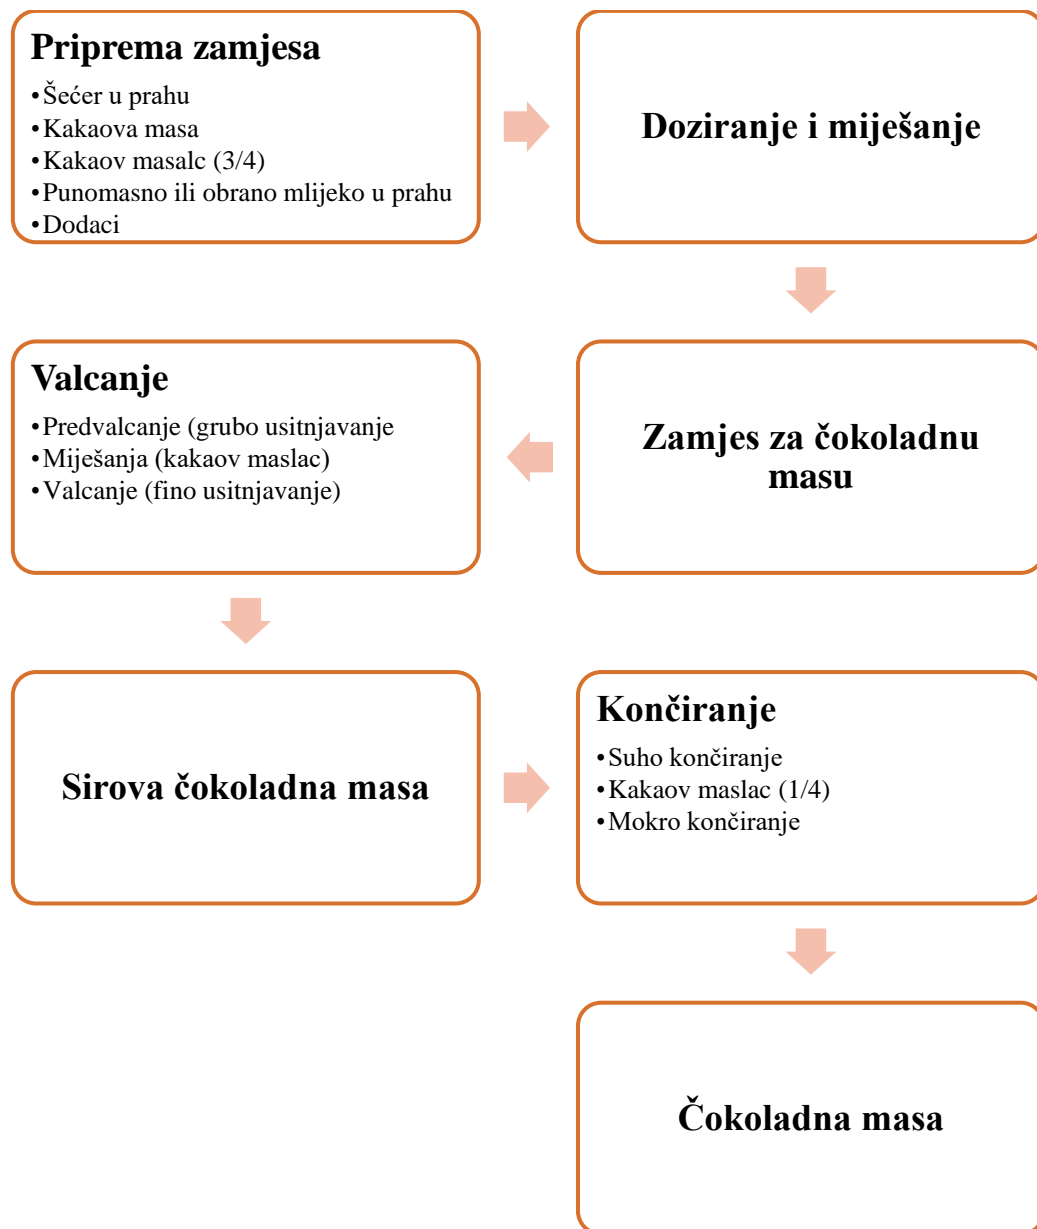 Priprema zamjesa
•Šećer u prahu
•Kakaova masa
•Kakaov masalc (3/4)
•Punomasno ili obrano mlijeko u prahu
•Dodaci
Doziranje i miješanje
Zamjes za čokoladnu
masu
Valcanje
•Predvalcanje (grubo usitnjavanje
•Miješanja (kakaov maslac)
•Valcanje (fino usitnjavanje)
Sirova čokoladna masa
Končiranje
•Suho končiranje
•Kakaov maslac (1/4)
•Mokro končiranje
Čokoladna masa